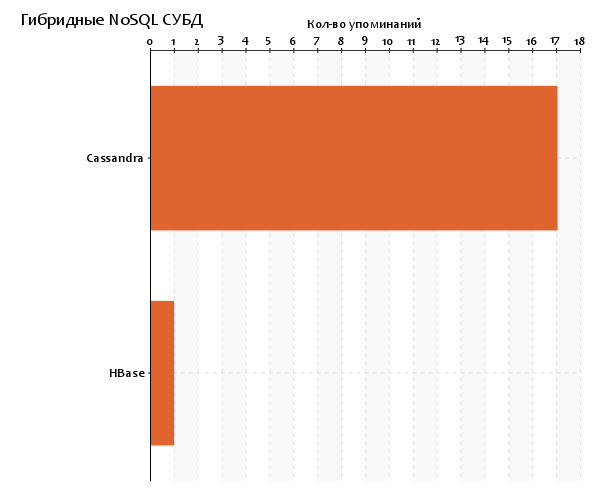 Гибридные NoSQL СУБД
Кол-во упоминаний
0 1 2 3 4 5 6 7 8 9 10 11 12 13 14 15 16 17 18
Cassandra
HBase